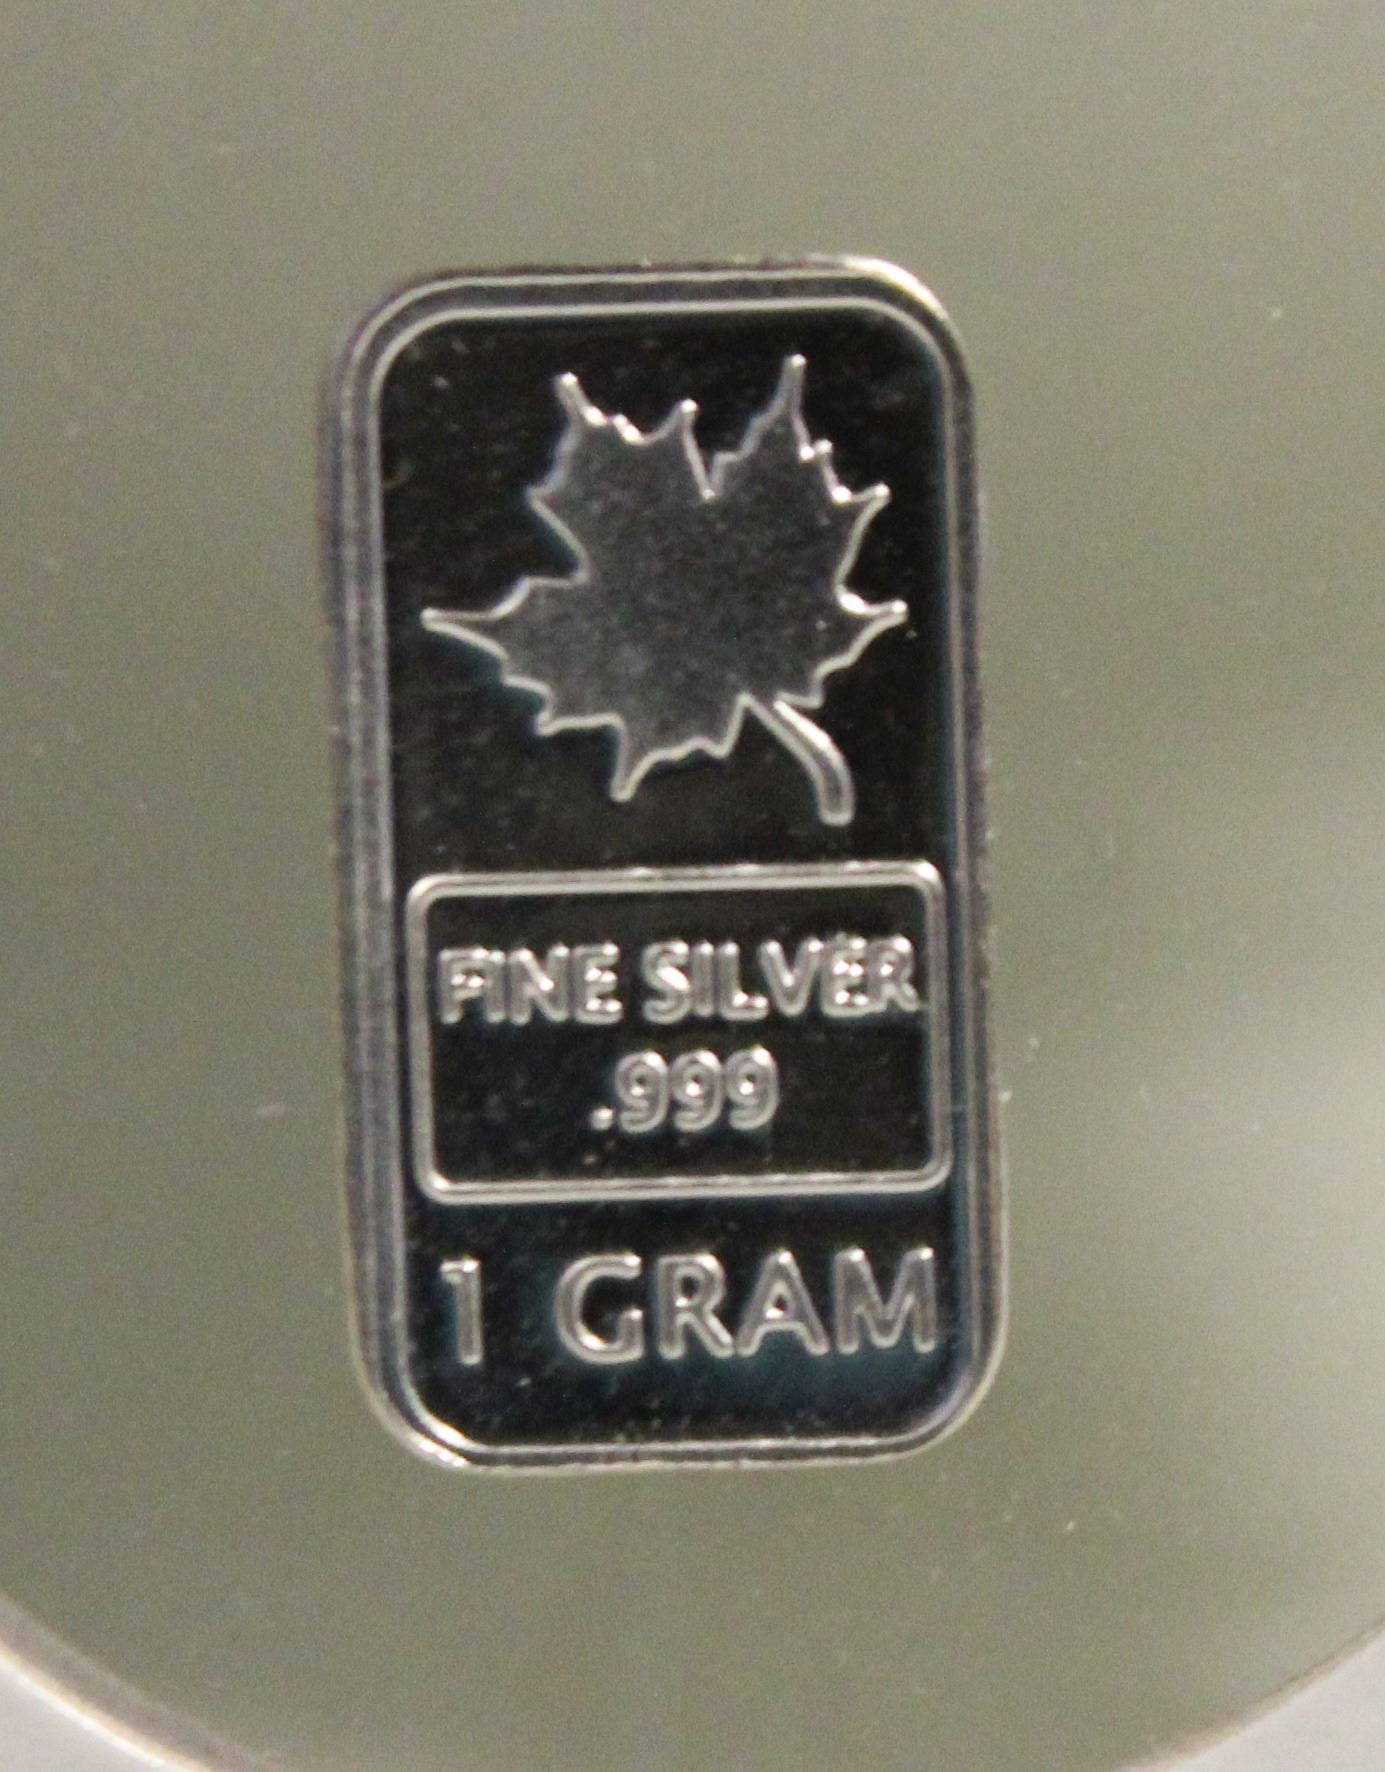 FINE SILVER
.999
1 GRAM